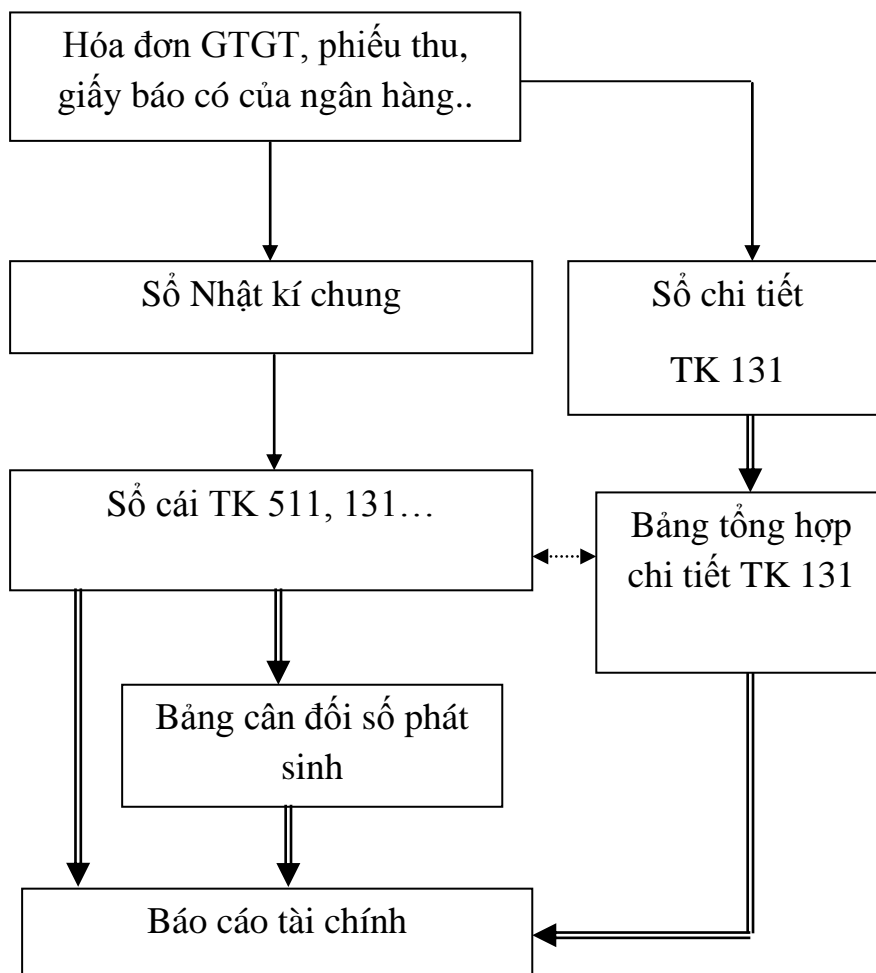 Hóa đơn GTGT, phiếu thu,
giấy báo có của ngân hàng..
Sổ Nhật kí chung
Sổ chi tiết
TK 131
Sổ cái TK 511, 131…
Bảng tổng hợp
chi tiết TK 131
Bảng cân đối số phát
sinh
Báo cáo tài chính